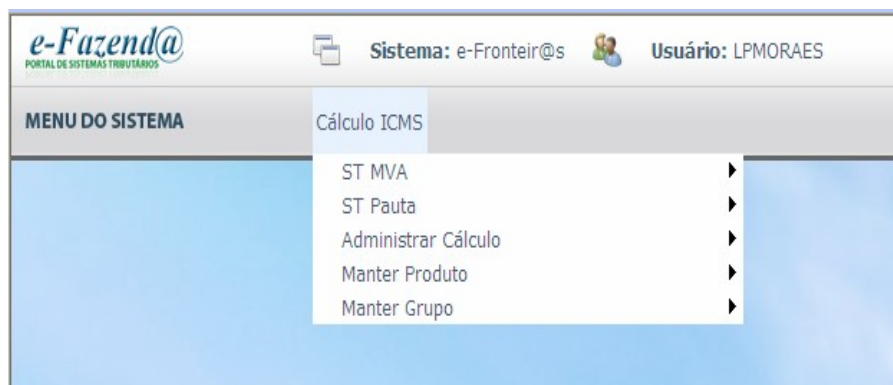 e-Fazend@ Sistema: e-Fronteir@s Usuário: LPMORAES
PORTAL DE SISTEMAS TRIBUTÁRIOS
MENU DO SISTEMA Cálculo ICMS
ST MVA
ST Pauta
Administrar Cálculo
Manter Produto
Manter Grupo